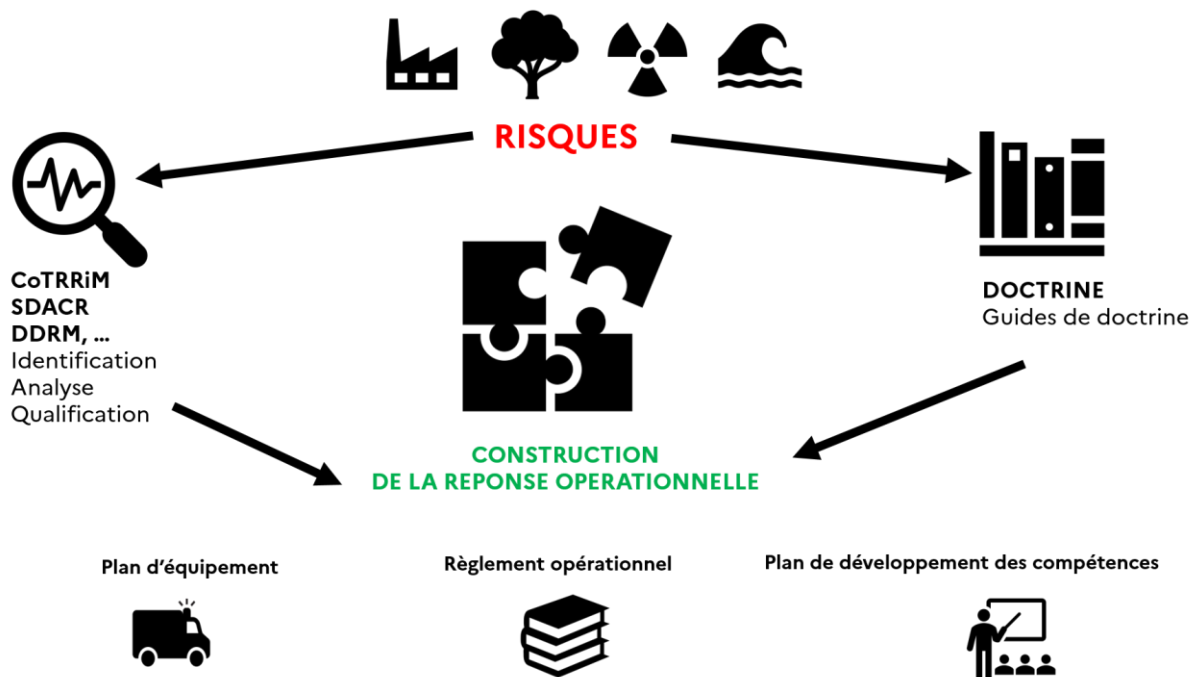 RISQUES
CoTRRiM
SDACR
DDRM, ...
Identification
Analyse
Qualification
DOCTRINE
Guides de doctrine
CONSTRUCTION
DE LA REPONSE OPERATIONNELLE
Plan d'équipement
Règlement opérationnel
Plan de développement des compétences